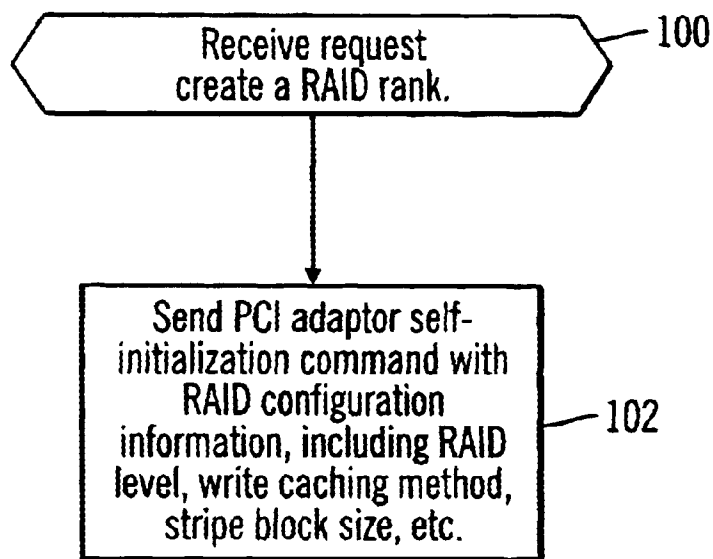 Receive request
create a RAID rank.
100
Send PCI adaptor self-
initialization command with
RAID configuration
information, including RAID
level, write caching method,
stripe block size, etc.
102